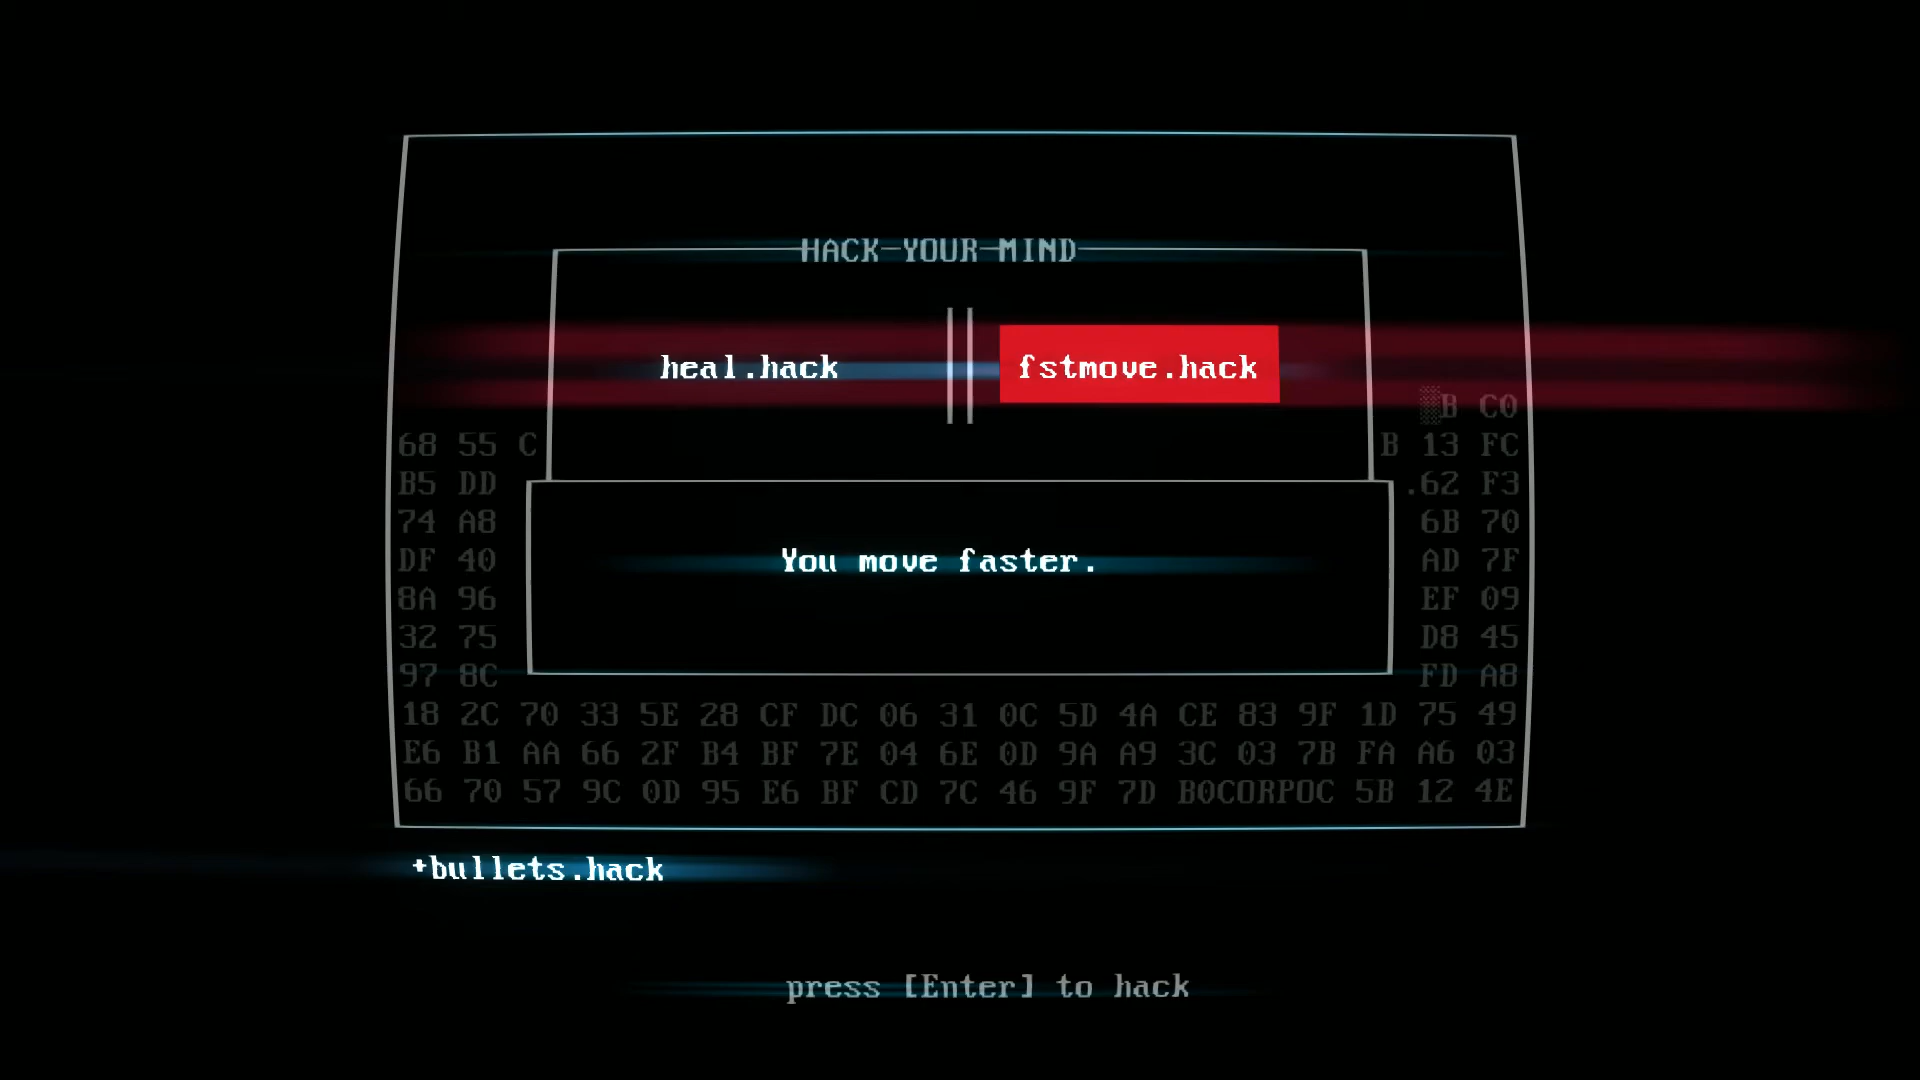 HACK-YOUR-MIND
heal.hack
fstmove.hack
B C0
68 55 C
B 13 FC
B5 DD
.62 F3
74 A8
6B 70
You move faster.
DF 40
AD 7F
8A 96
EF 09
32 75
D8 45
97 8C
FD A8
18 2C 70 33 5E 28 CF DC 06 31 0C 5D 4A CE 83 9F 1D 75 49
E6 B1 AA 66 2F B4 BF 7E 04 6E 0D 9A A9 3C 03 7B FA A6 03
66 70 57 9C 0D 95 E6 BF CD 7C 46 9F 7D B0CORPOC 5B 12 4E
+bullets.hack
press [Enter] to hack